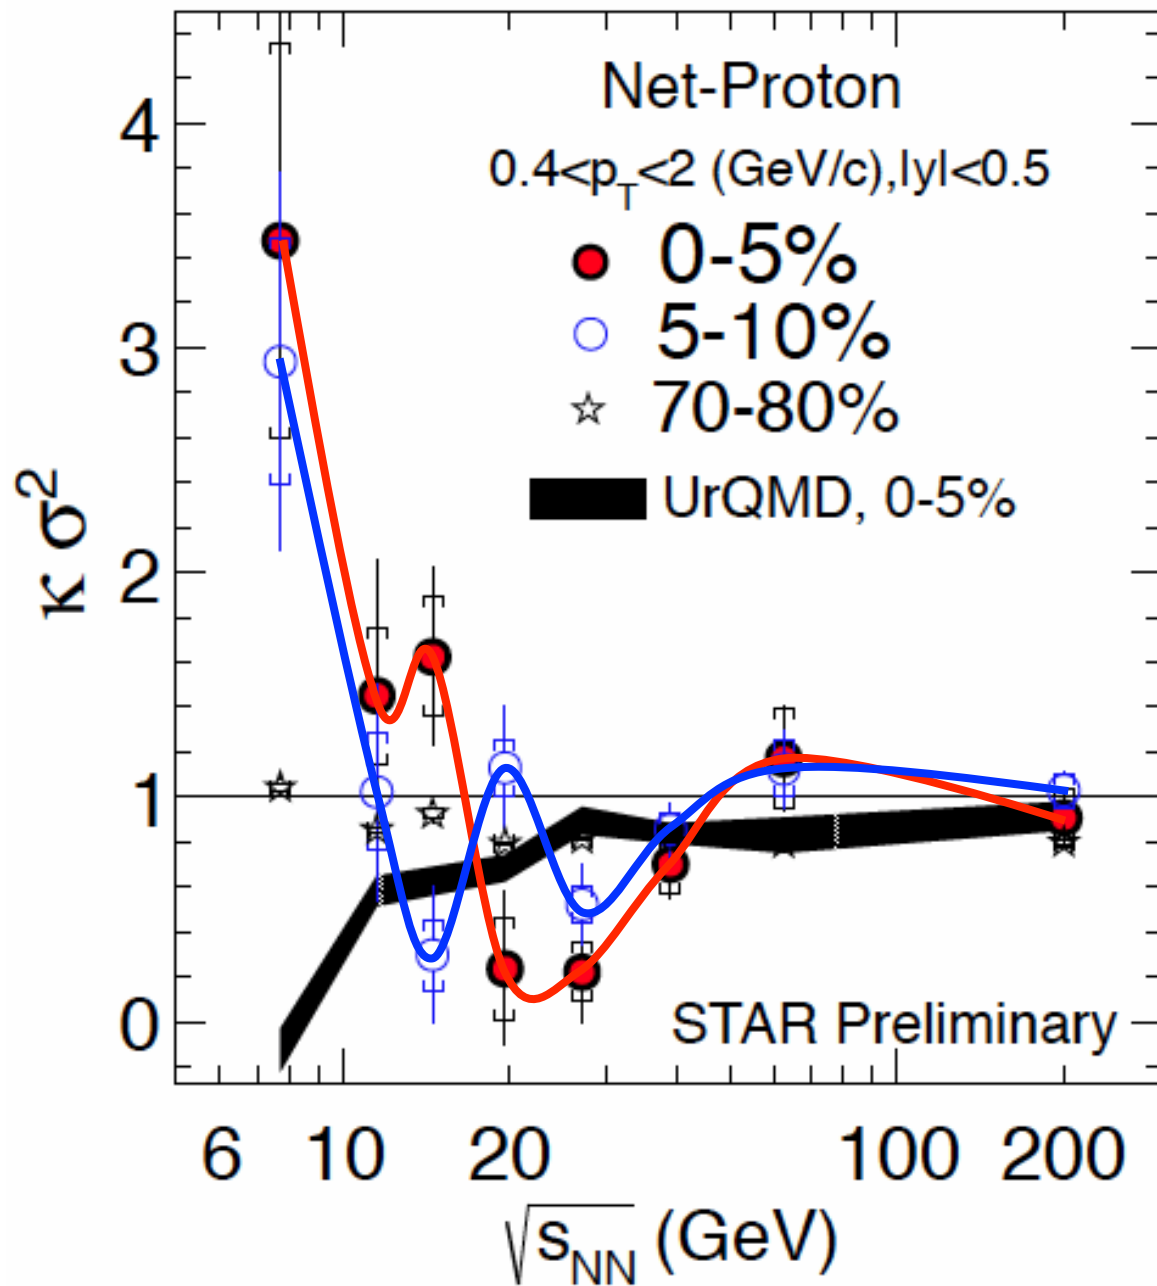 Net-Proton
0.4<p_T<2 (GeV/c),|y|<0.5
0-5%
5-10%
70-80%
UrQMD, 0-5%
4
3
2
1
0
κ σ²
STAR Preliminary
6 10 20 100 200
√s_NN (GeV)